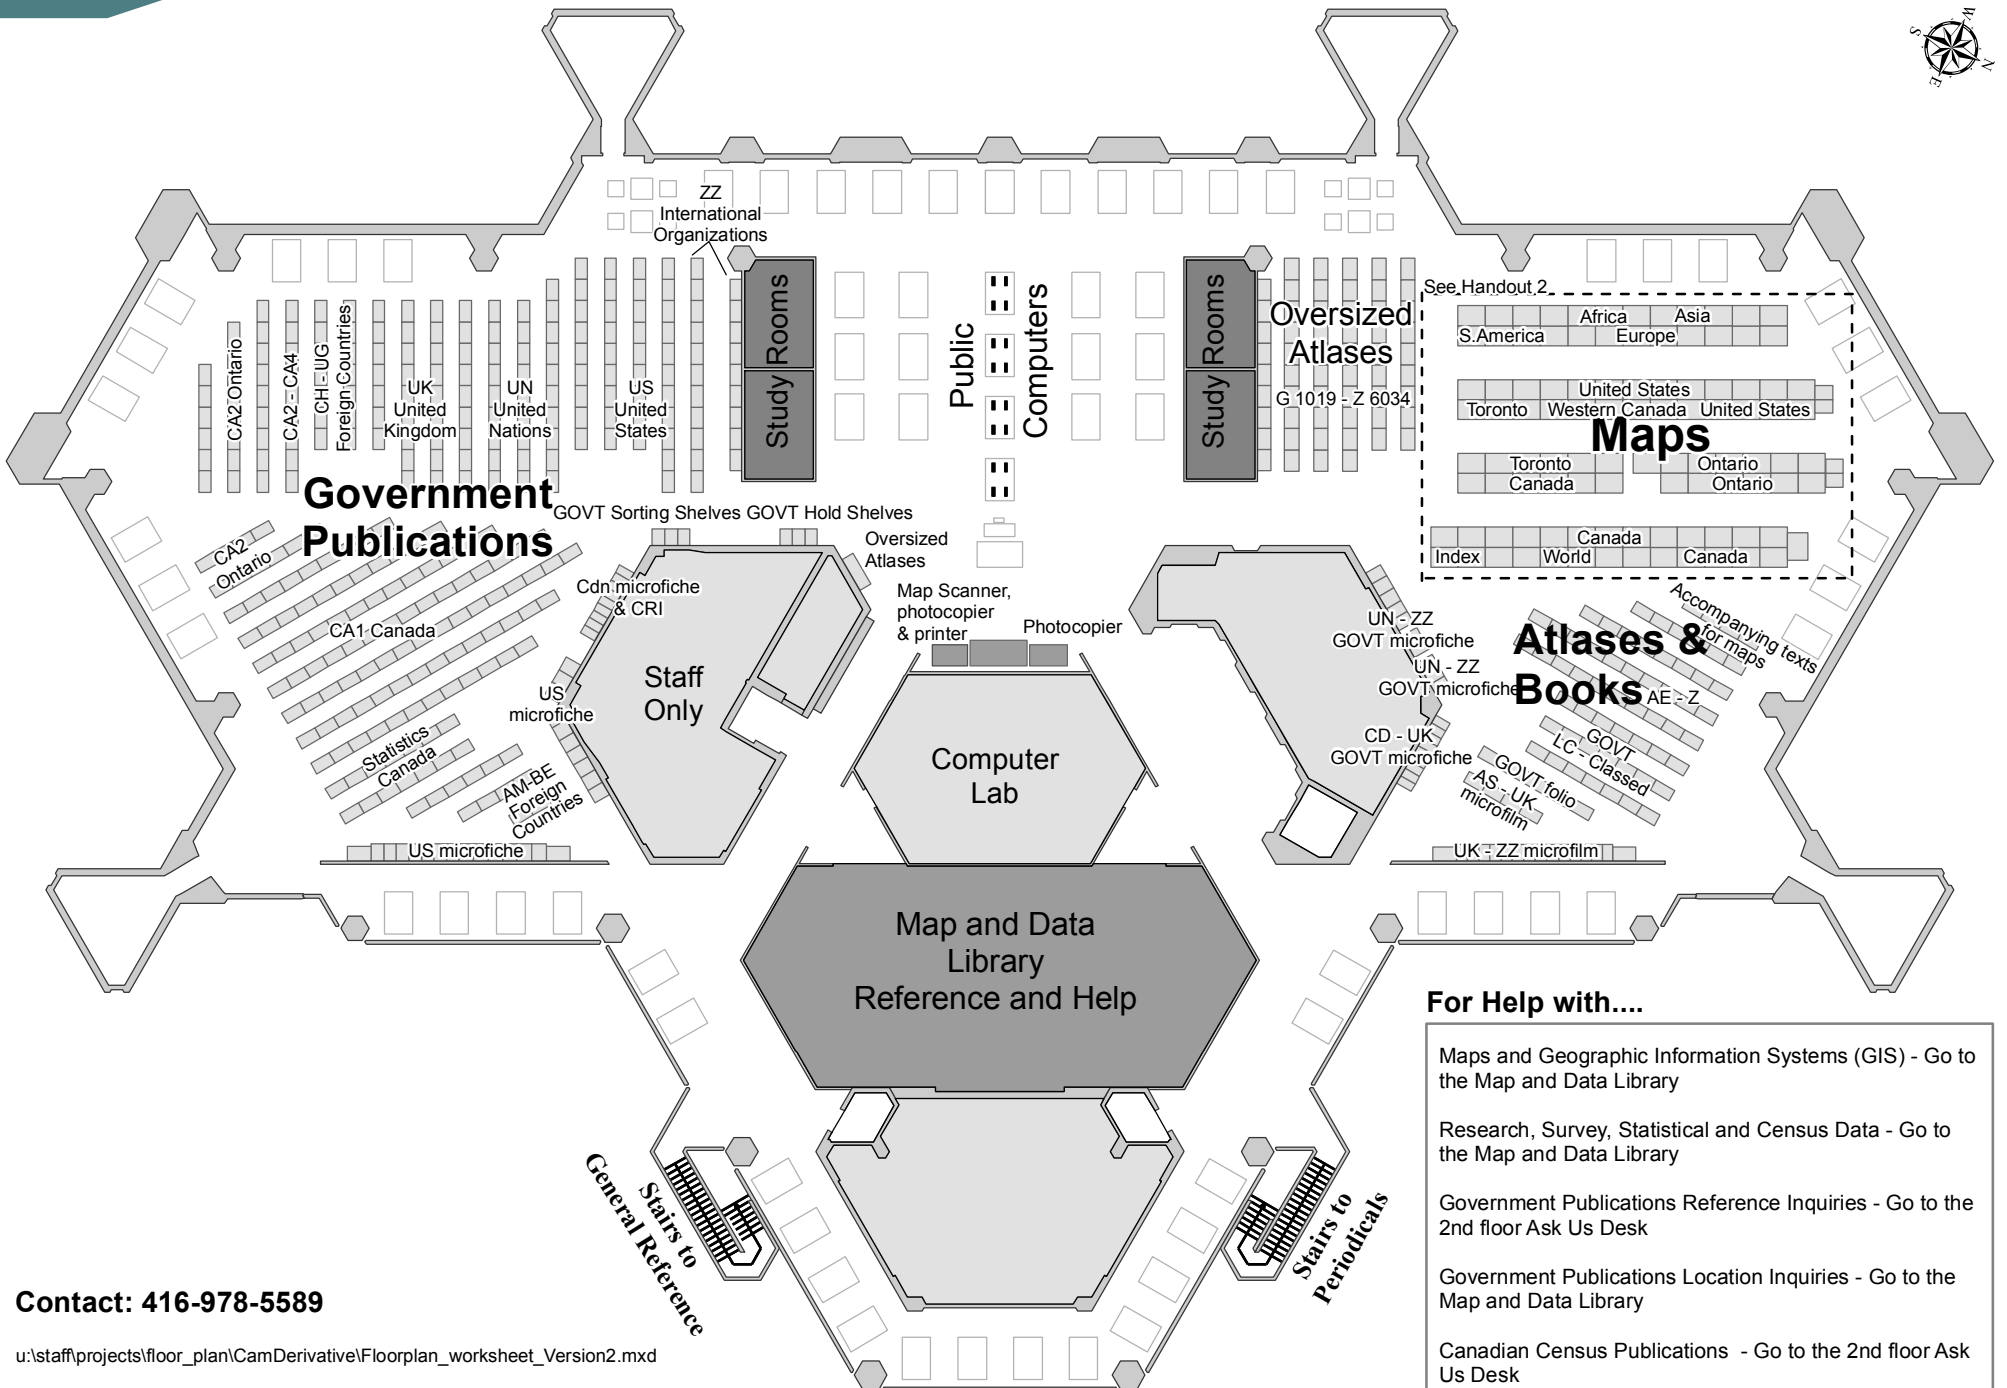 W
S
N
E
ZZ
International
Organizations
CA2 Ontario
CA2 - CA4
CHI - UG
Foreign Countries
UK
United
Kingdom
UN
United
Nations
US
United
States
Study Rooms
Public
Computers
Study Rooms
Oversized
Atlases
G 1019 - Z 6034
See Handout 2
Africa
Asia
S.America
Europe
United States
Toronto
Western Canada
United States
Maps
Toronto
Ontario
Canada
Ontario
Canada
Index
World
Canada
Government
Publications
GOVT Sorting Shelves
GOVT Hold Shelves
Oversized
Atlases
CA2
Ontario
Cdn microfiche
& CRI
CA1 Canada
Map Scanner,
photocopier
& printer
Photocopier
UN - ZZ
GOVT microfiche
UN - ZZ
GOVT microfiche
CD - UK
GOVT microfiche
Accompanying texts
for maps
Atlases &
Books
AE - Z
GOVT
LC - Classed
GOVT folio
AS - UK
microfilm
US
microfiche
Staff
Only
Statistics
Canada
AM-BE
Foreign
Countries
US microfiche
UK - ZZ microfilm
Computer
Lab
Map and Data
Library
Reference and Help
Stairs to
General Reference
Stairs to
Periodicals
For Help with....
Maps and Geographic Information Systems (GIS) - Go to
the Map and Data Library
Research, Survey, Statistical and Census Data - Go to
the Map and Data Library
Government Publications Reference Inquiries - Go to the
2nd floor Ask Us Desk
Government Publications Location Inquiries - Go to the
Map and Data Library
Canadian Census Publications - Go to the 2nd floor Ask
Us Desk
Contact: 416-978-5589
u:\staff\projects\floor_plan\CamDerivative\Floorplan_worksheet_Version2.mxd